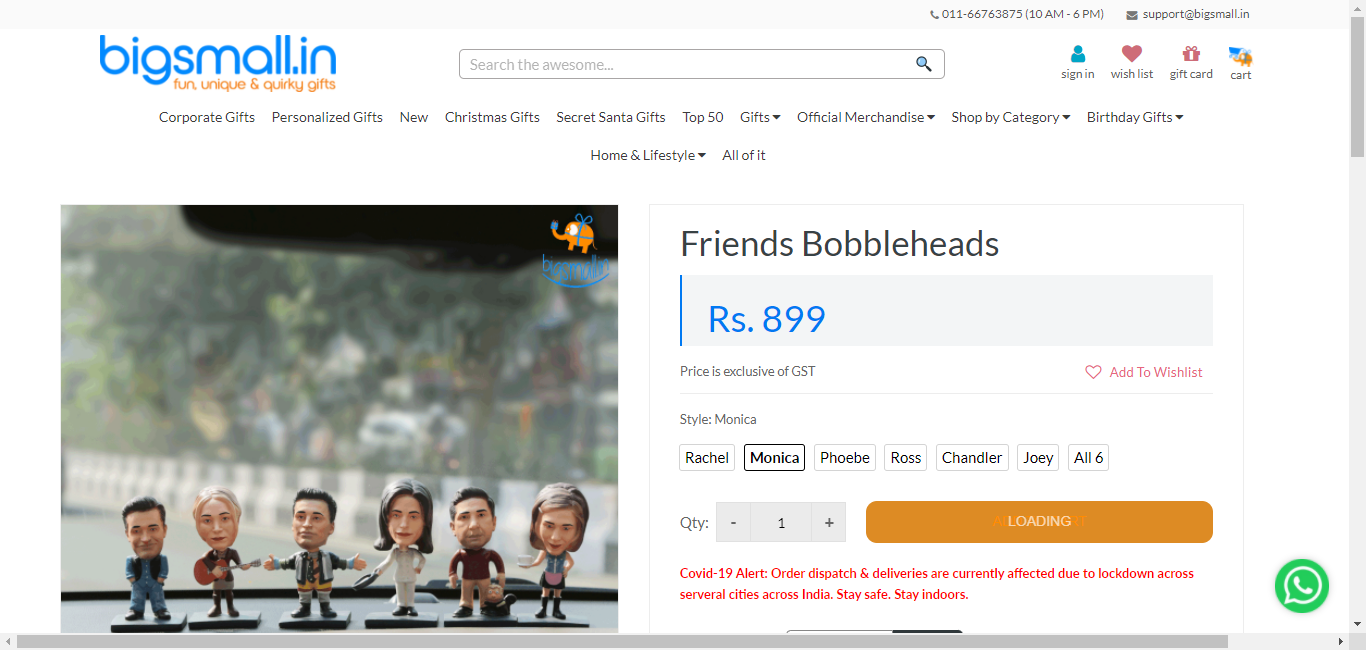 011-66763875 (10 AM - 6 PM) support@bigsmall.in
bigsmall.in
fun, unique & quirky gifts
Search the awesome...
sign in wish list gift card cart
Corporate Gifts Personalized Gifts New Christmas Gifts Secret Santa Gifts Top 50 Gifts Official Merchandise Shop by Category Birthday Gifts
Home & Lifestyle All of it
bigsmall.in
Friends Bobbleheads
Rs. 899
Price is exclusive of GST Add To Wishlist
Style: Monica
Rachel Monica Phoebe Ross Chandler Joey All 6
Qty: - 1 + LOADING
Covid-19 Alert: Order dispatch & deliveries are currently affected due to lockdown across
serveral cities across India. Stay safe. Stay indoors.